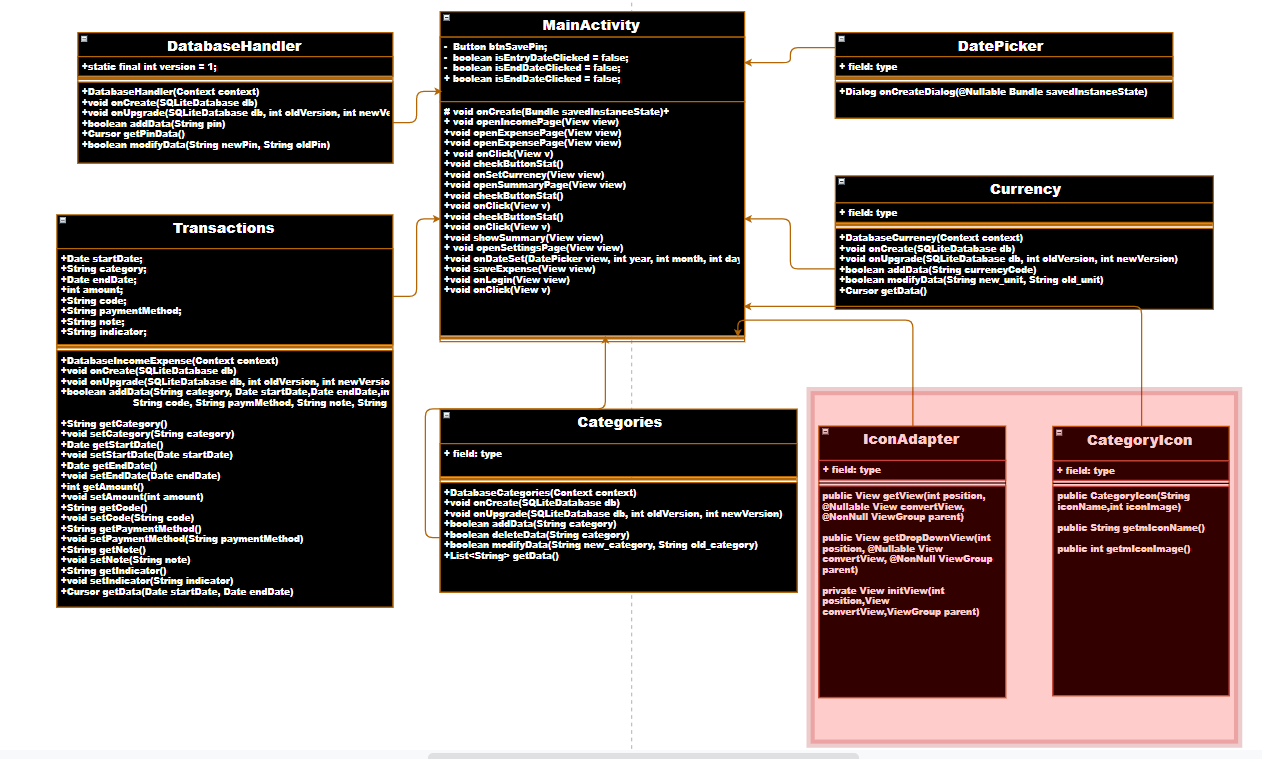 DatabaseHandler
+static final int version = 1;
+DatabaseHandler(Context context)
+void onCreate(SQLiteDatabase db)
+void onUpgrade(SQLiteDatabase db, int oldVersion, int newVe
+boolean addData(String pin)
+Cursor getPinData()
+boolean modifyData(String newPin, String oldPin)
MainActivity
- Button btnSavePin;
- boolean isEntryDateClicked = false;
- boolean isEndDateClicked = false;
+ boolean isEndDateClicked = false;
# void onCreate(Bundle savedInstanceState)+
+ void openIncomePage(View view)
+void openExpensePage(View view)
+void openExpensePage(View view)
+ void onClick(View v)
+void checkButtonStat()
+void onSetCurrency(View view)
+void openSummaryPage(View view)
+void checkButtonStat()
+void onClick(View v)
+void checkButtonStat()
+void onClick(View v)
+void showSummary(View view)
+ void openSettingsPage(View view)
+void onDateSet(DatePicker view, int year, int month, int day
+void saveExpense(View view)
+void onLogin(View view)
+void onClick(View v)
DatePicker
+ field: type
+Dialog onCreateDialog(@Nullable Bundle savedInstanceState)
Currency
+ field: type
+DatabaseCurrency(Context context)
+void onCreate(SQLiteDatabase db)
+void onUpgrade(SQLiteDatabase db, int oldVersion, int newVersion)
+boolean addData(String currencyCode)
+boolean modifyData(String new_unit, String old_unit)
+Cursor getData()
Transactions
+Date startDate;
+String category;
+Date endDate;
+int amount;
+String code;
+String paymentMethod;
+String note;
+String indicator;
+DatabaseIncomeExpense(Context context)
+void onCreate(SQLiteDatabase db)
+void onUpgrade(SQLiteDatabase db, int oldVersion, int newVersio
+boolean addData(String category, Date startDate,Date endDate,in
String code, String paymMethod, String note, String
+String getCategory()
+void setCategory(String category)
+Date getStartDate()
+void setStartDate(Date startDate)
+Date getEndDate()
+void setEndDate(Date endDate)
+int getAmount()
+void setAmount(int amount)
+String getCode()
+void setCode(String code)
+String getPaymentMethod()
+void setPaymentMethod(String paymentMethod)
+String getNote()
+void setNote(String note)
+String getIndicator()
+void setIndicator(String indicator)
+Cursor getData(Date startDate, Date endDate)
Categories
+ field: type
+DatabaseCategories(Context context)
+void onCreate(SQLiteDatabase db)
+void onUpgrade(SQLiteDatabase db, int oldVersion, int newVersion)
+boolean addData(String category)
+boolean deleteData(String category)
+boolean modifyData(String new_category, String old_category)
+List<String> getData()
IconAdapter
+ field: type
public View getView(int position,
@Nullable View convertView,
@NonNull ViewGroup parent)
public View getDropDownView(int
position, @Nullable View
convertView, @NonNull ViewGroup
parent)
private View initView(int
position,View
convertView,ViewGroup parent)
CategoryIcon
+ field: type
public CategoryIcon(String
iconName,int iconImage)
public String getmIconName()
public int getmIconImage()